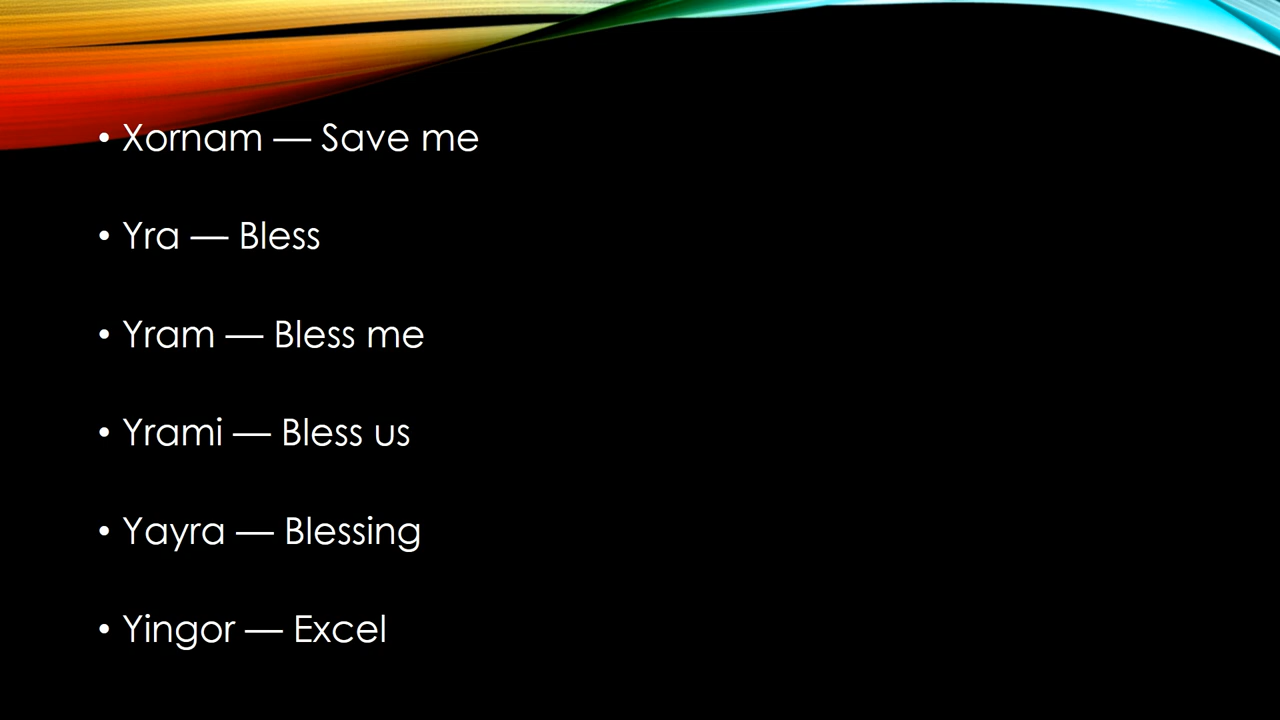 • Xornam — Save me
• Yra — Bless
• Yram — Bless me
• Yrami — Bless us
• Yayra — Blessing
• Yingor — Excel